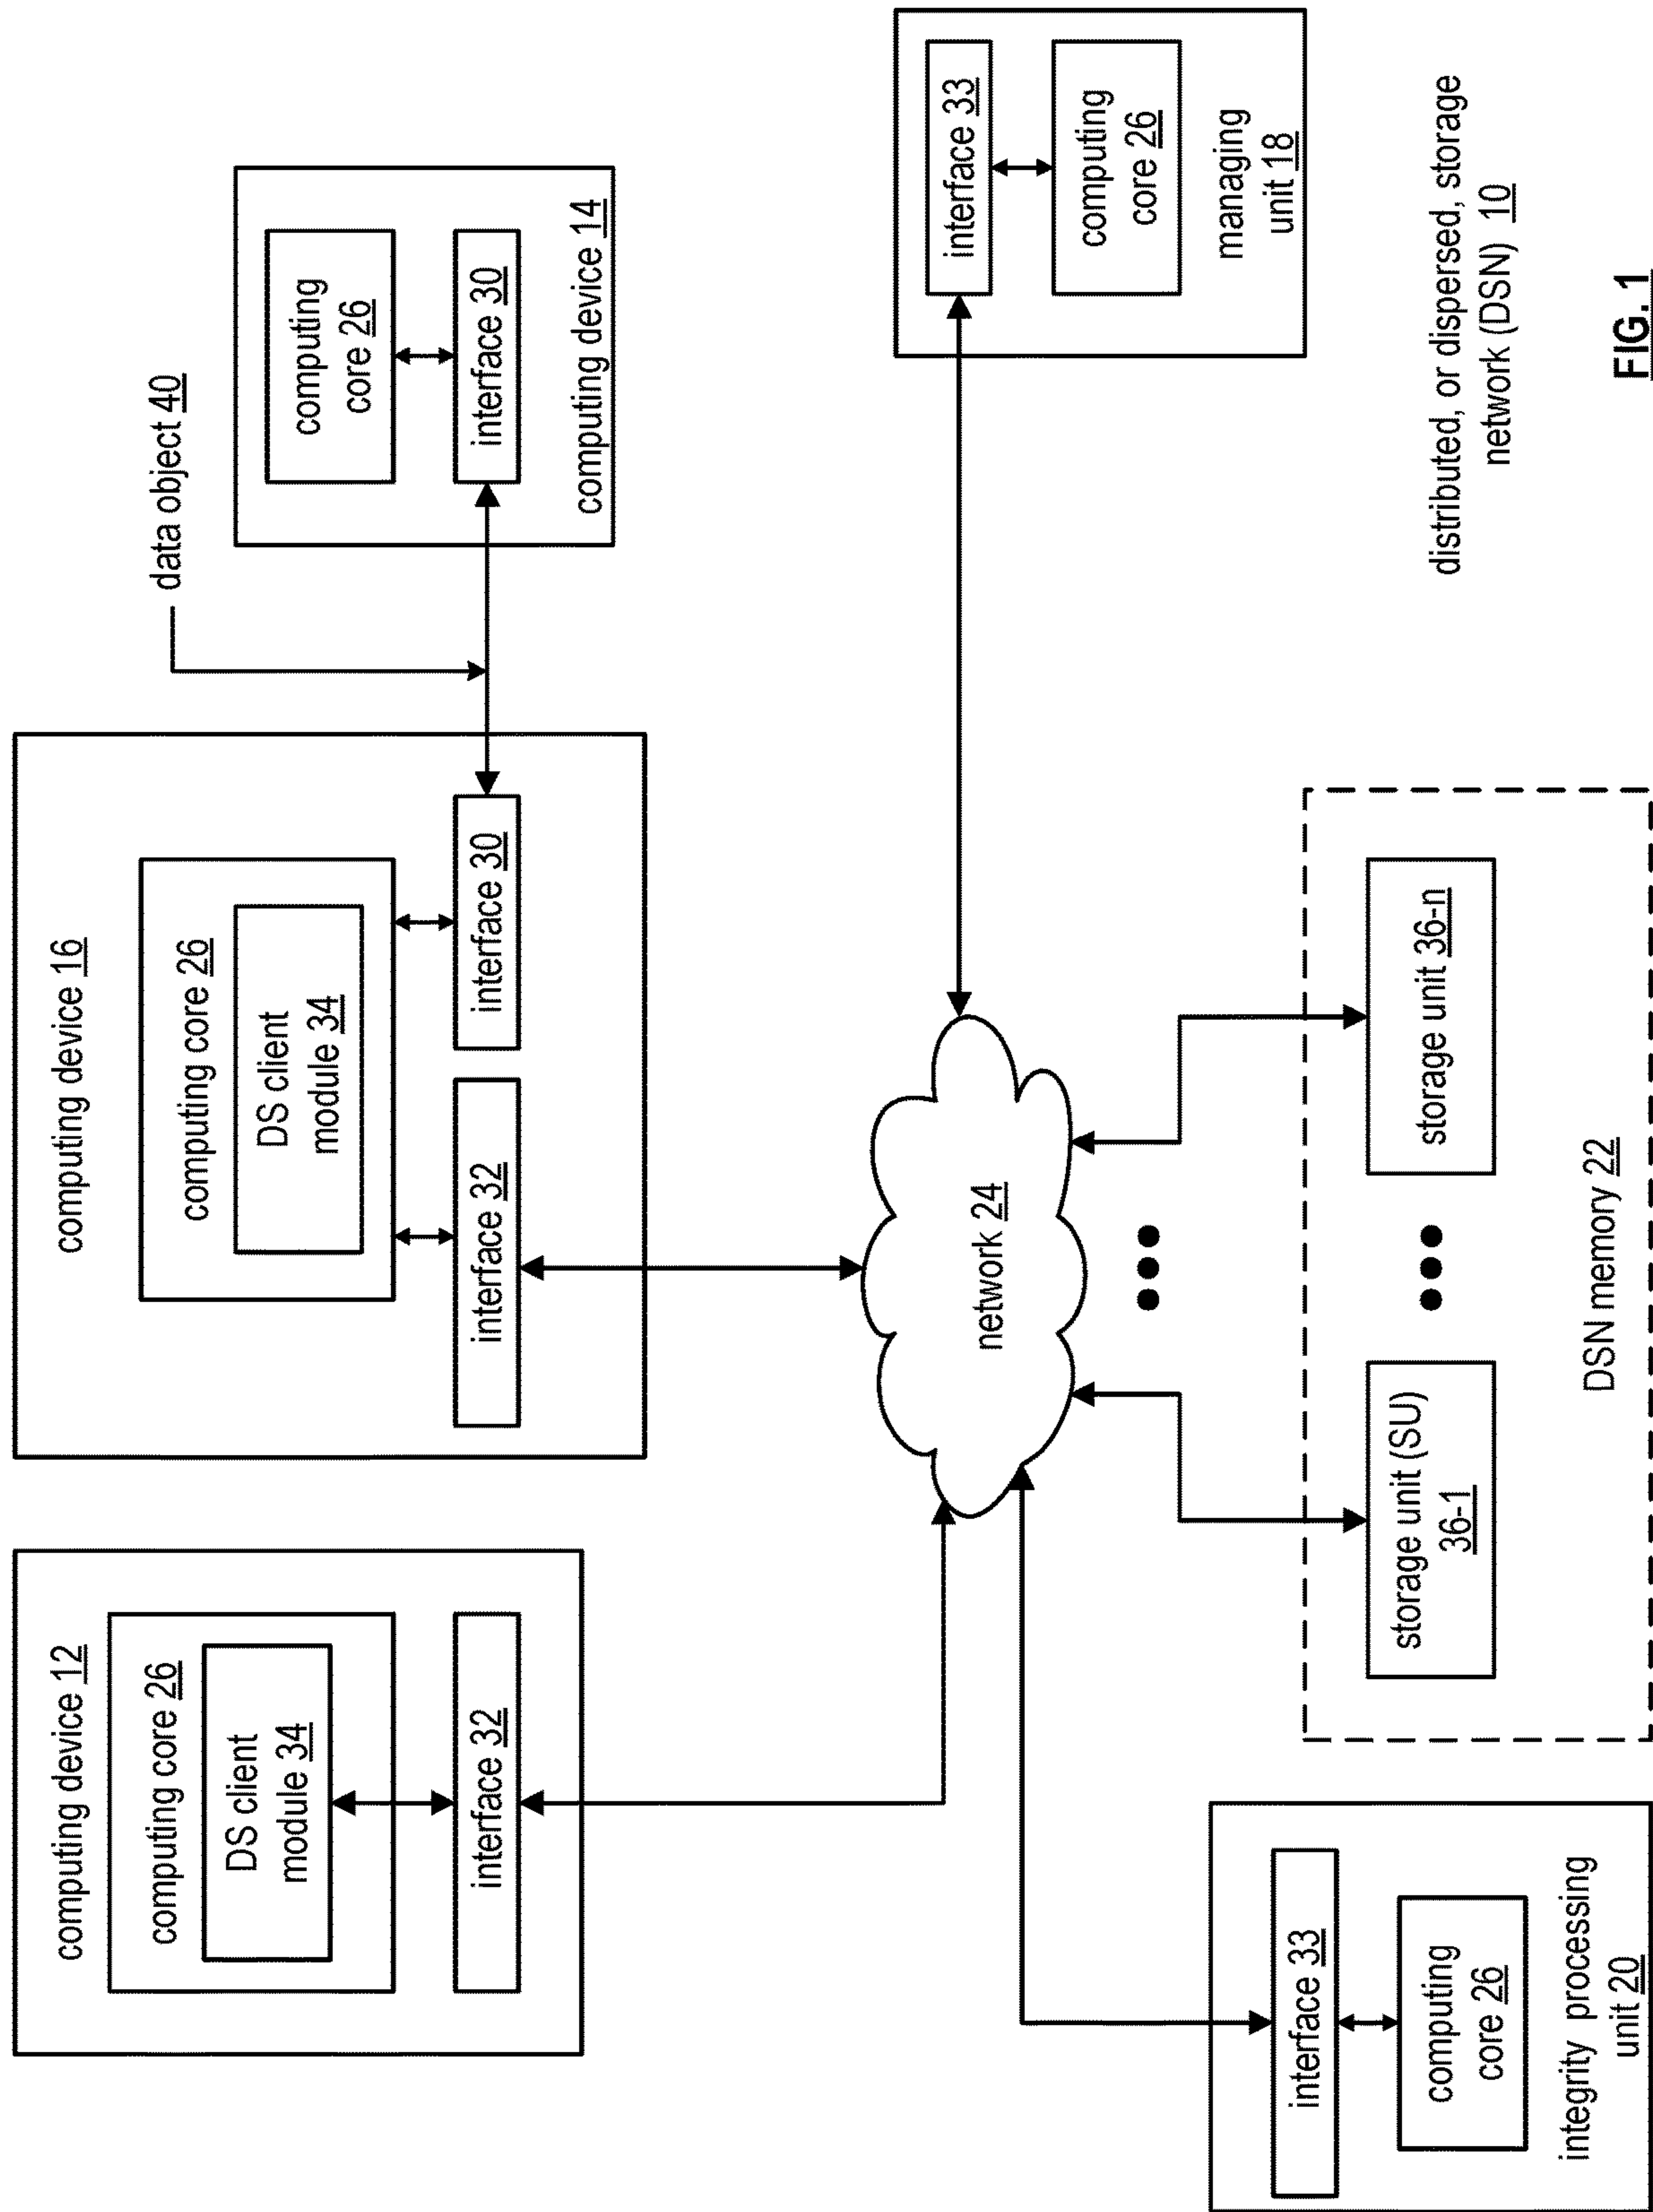 computing device 12
computing core 26
DS client
module 34
interface 32
computing device 16
computing core 26
DS client
module 34
interface 32
interface 30
data object 40
computing
core 26
interface 30
computing device 14
network 24
interface 33
computing
core 26
managing
unit 18
interface 33
computing
core 26
integrity processing
unit 20
storage unit (SU)
36-1
storage unit 36-n
DSN memory 22
distributed, or dispersed, storage
network (DSN) 10
FIG. 1